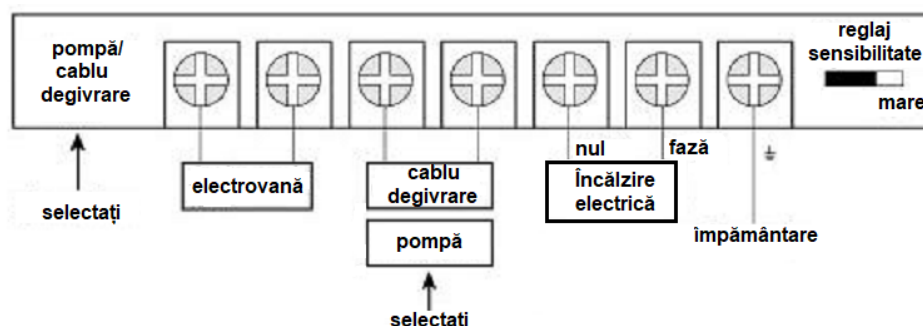 pompă/
cablu
degivrare
reglaj
sensibilitate
mare
nul
fază
electrovană
cablu
degivrare
Încălzire
electrică
selectați
pompă
împământare
selectați